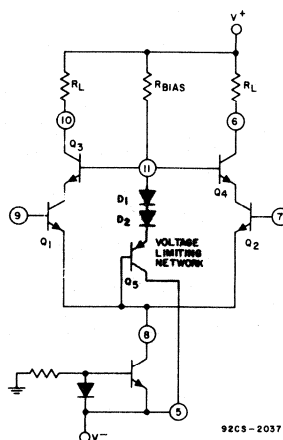 V+
RL
RBIAS
RL
10
6
Q3
11
Q4
9
D1
7
D2
Q1
VOLTAGE
LIMITING
NETWORK
Q2
Q5
8
5
V−
92CS-2037